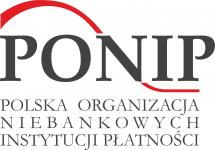 PONIP
POLSKA ORGANIZACJA
NIEBANKOWYCH
INSTYTUCJI PŁATNOŚCI